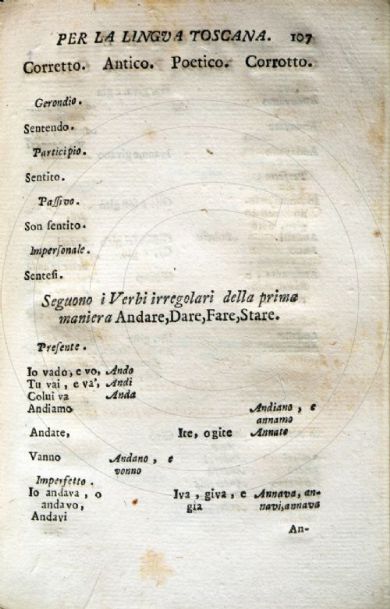 PER LA LINGVA TOSCANA. 107
Corretto. Antico. Poetico. Corrotto.
Gerondio.
Sentendo.
Participio.
Sentito.
Passivo.
Son sentito.
Impersonale.
Sentesi.
Seguono i Verbi irregolari della prima
maniera Andare, Dare, Fare, Stare.
Presente.
Io vado, e vo, Ando
Tu vai, e va', Andi
Colui va Anda
Andiamo Andiano, e
annamo
Andate, Ite, o gite Annate
Vanno Andano, e
vonno
Imperfetto.
Io andava, o Iva, giva, e Annava, an-
andavo, gia navi, annava
Andavi
An-